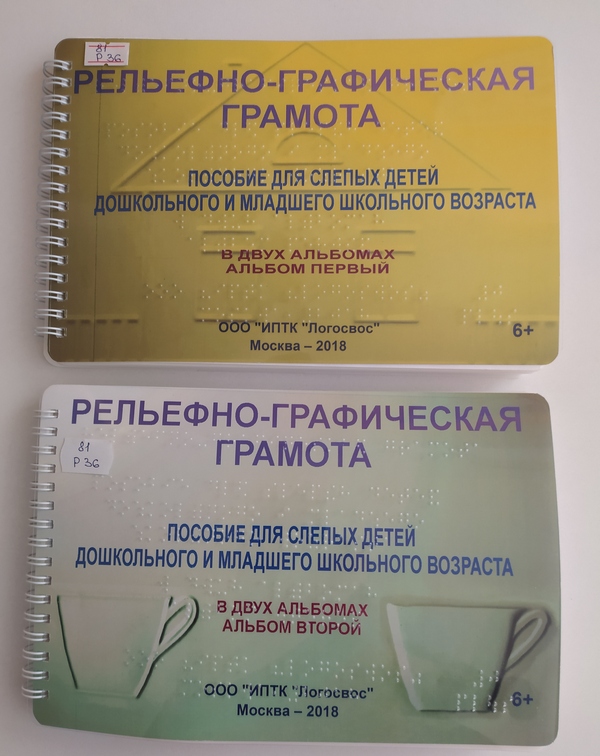 81
Р 36
РЕЛЬЕФНО-ГРАФИЧЕСКАЯ
ГРАМОТА
ПОСОБИЕ ДЛЯ СЛЕПЫХ ДЕТЕЙ
ДОШКОЛЬНОГО И МЛАДШЕГО ШКОЛЬНОГО ВОЗРАСТА
В ДВУХ АЛЬБОМАХ
АЛЬБОМ ПЕРВЫЙ
ООО "ИПТК "Логосвос"
Москва – 2018
6+
РЕЛЬЕФНО-ГРАФИЧЕСКАЯ
ГРАМОТА
81
Р 36
ПОСОБИЕ ДЛЯ СЛЕПЫХ ДЕТЕЙ
ДОШКОЛЬНОГО И МЛАДШЕГО ШКОЛЬНОГО ВОЗРАСТА
В ДВУХ АЛЬБОМАХ
АЛЬБОМ ВТОРОЙ
ООО "ИПТК "Логосвос"
Москва – 2018
6+